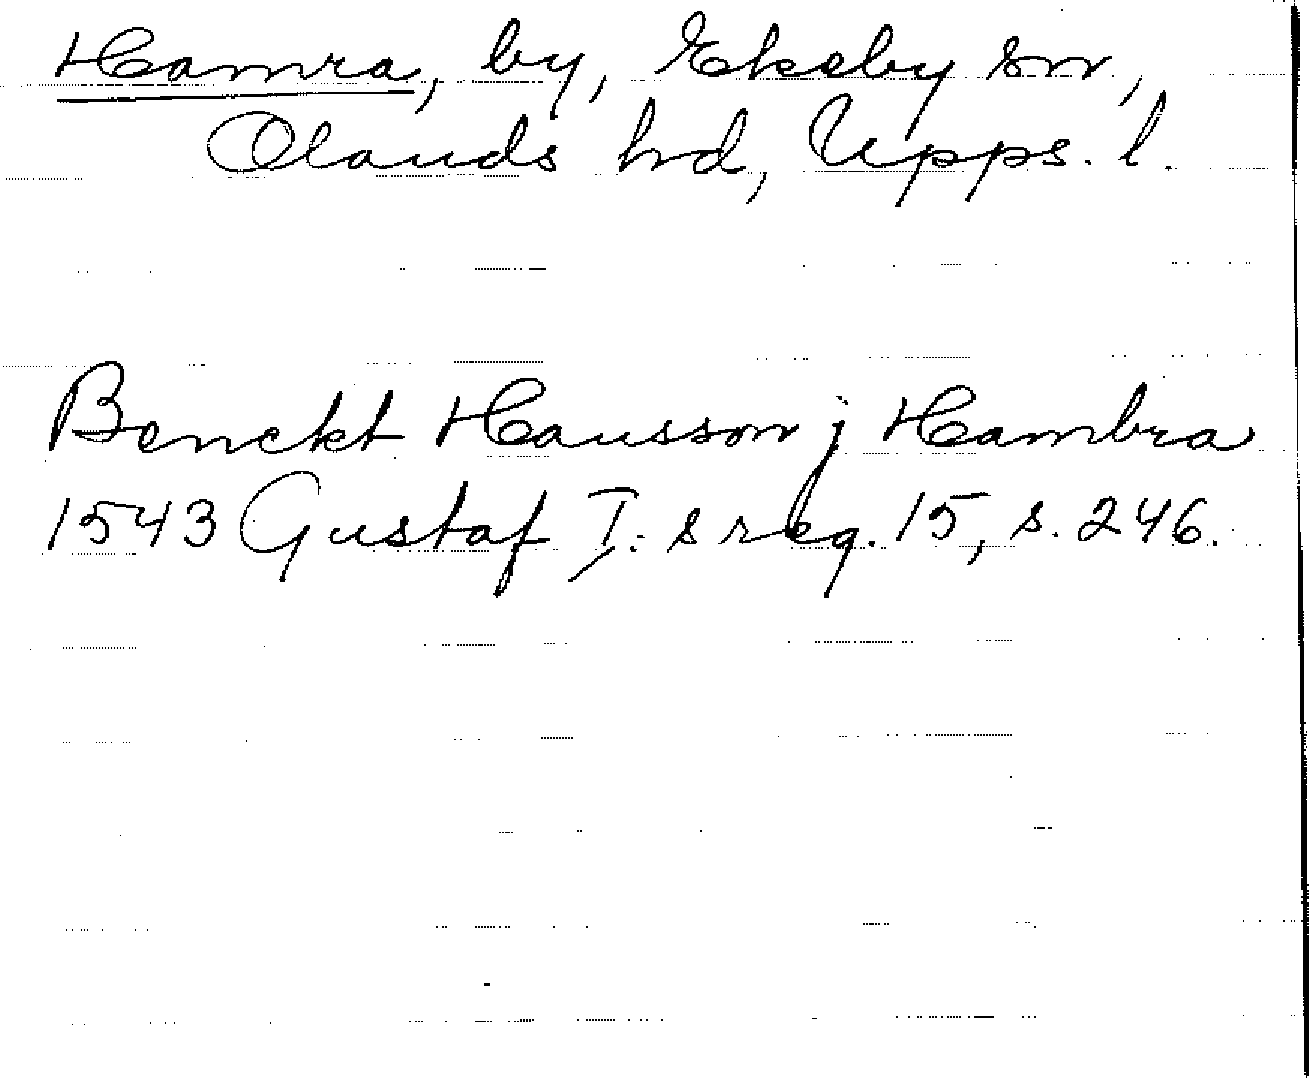 Hamra, by, Ekeby sn,
Olands hd, Upps. l.
Benckt Hansson j Hambra
1543 Gustaf I:s reg. 15, s. 246.